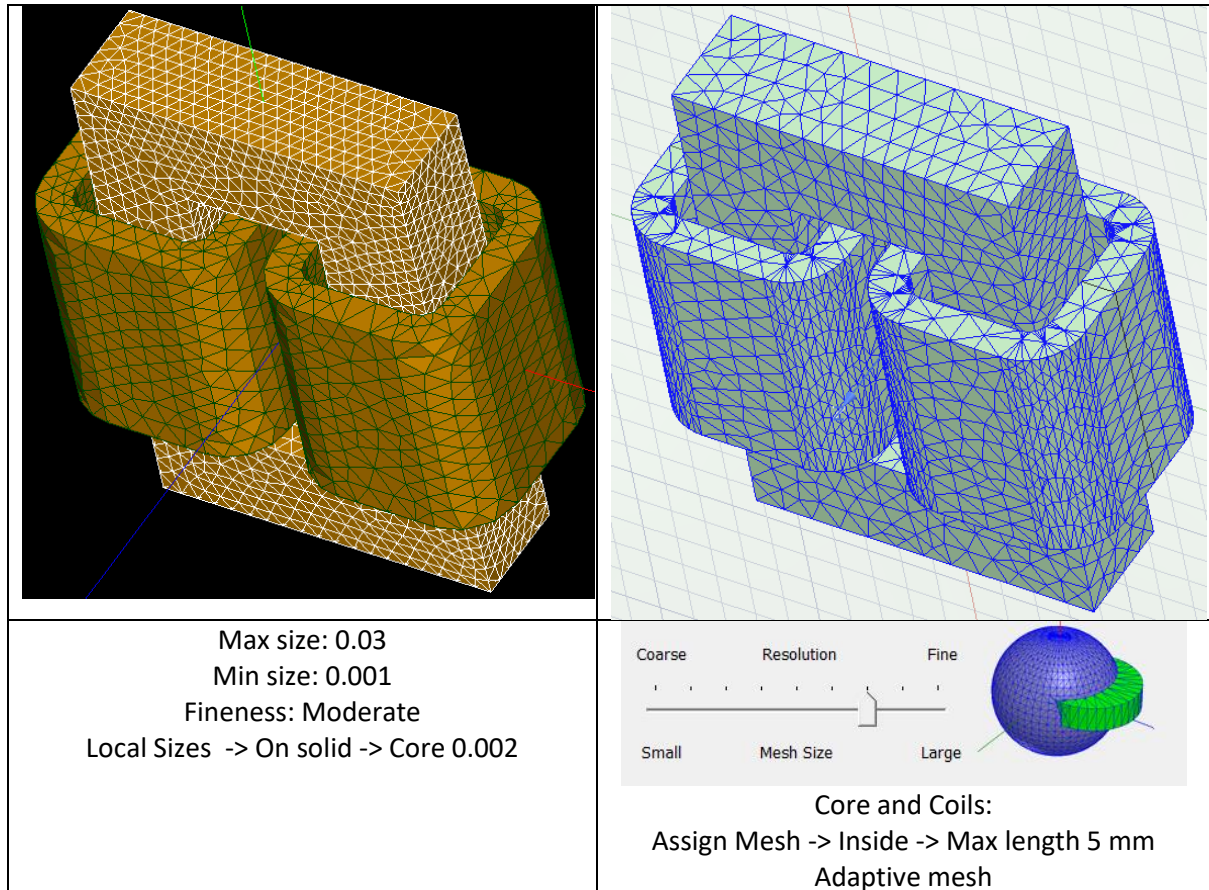 Max size: 0.03
Min size: 0.001
Fineness: Moderate
Local Sizes -> On solid -> Core 0.002
Coarse Resolution Fine
Small Mesh Size Large
Core and Coils:
Assign Mesh -> Inside -> Max length 5 mm
Adaptive mesh